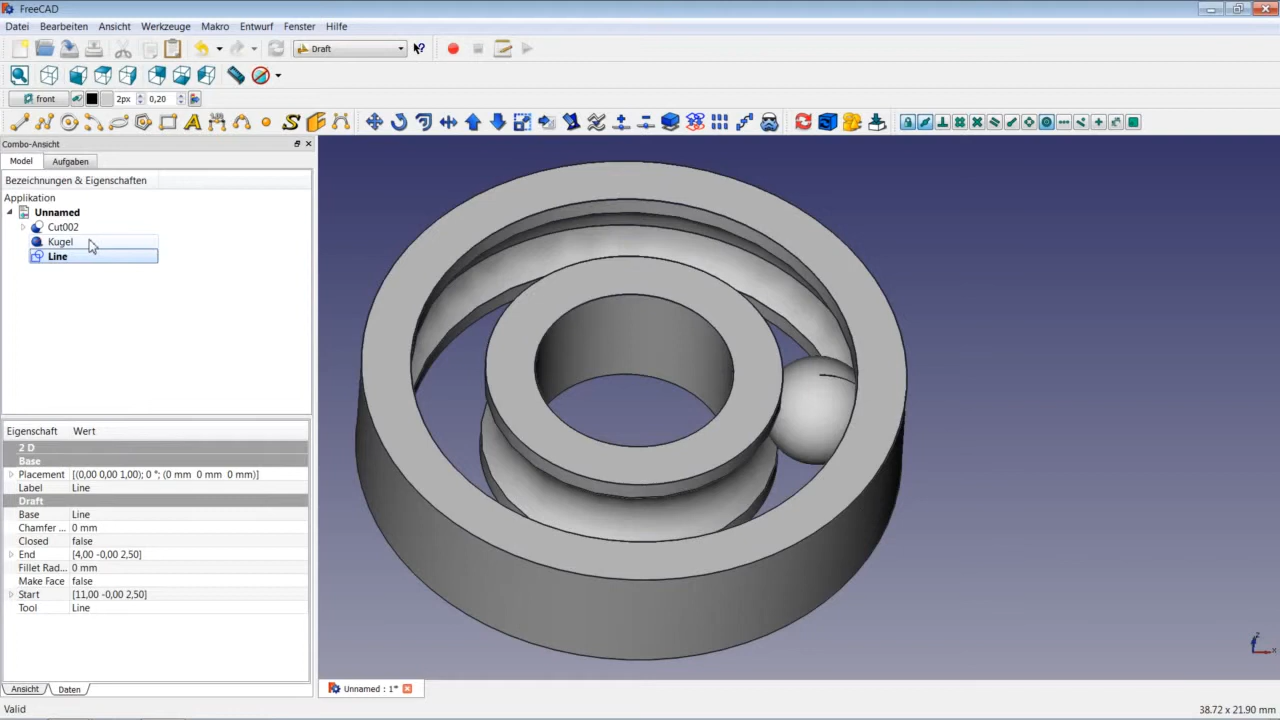 FreeCAD
Datei Bearbeiten Ansicht Werkzeuge Makro Entwurf Fenster Hilfe
Draft
front 2px 0,20
Combo-Ansicht
Model Aufgaben
Bezeichnungen & Eigenschaften
Applikation
Unnamed
Cut002
Kugel
Line
Eigenschaft Wert
2 D
Base
Placement [(0,00 0,00 1,00); 0 °; (0 mm 0 mm 0 mm)]
Label Line
Draft
Base Line
Chamfer ... 0 mm
Closed false
End [4,00 -0,00 2,50]
Fillet Rad... 0 mm
Make Face false
Start [11,00 -0,00 2,50]
Tool Line
Ansicht Daten
Unnamed : 1*
Valid
38.72 x 21.90 mm
z
x